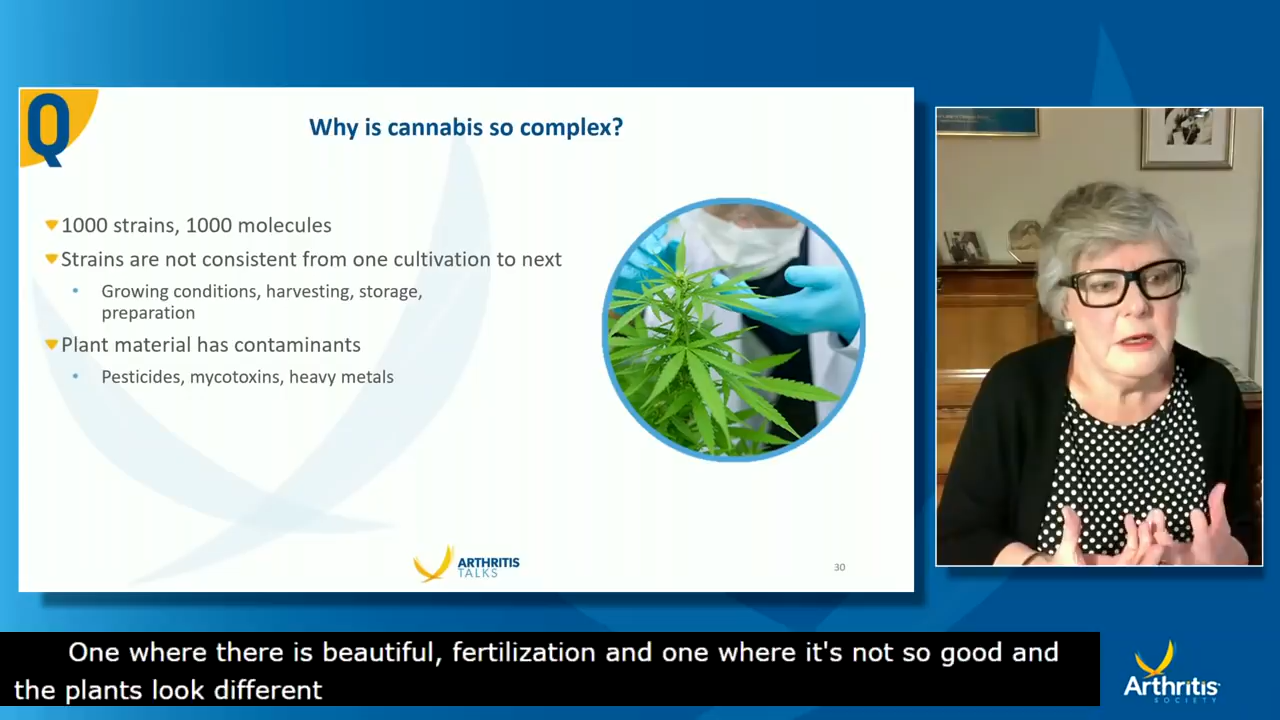 Q
Why is cannabis so complex?
1000 strains, 1000 molecules
Strains are not consistent from one cultivation to next
Growing conditions, harvesting, storage,
preparation
Plant material has contaminants
Pesticides, mycotoxins, heavy metals
ARTHRITIS
TALKS
30
One where there is beautiful, fertilization and one where it's not so good and
the plants look different
Arthritis
SOCIETY